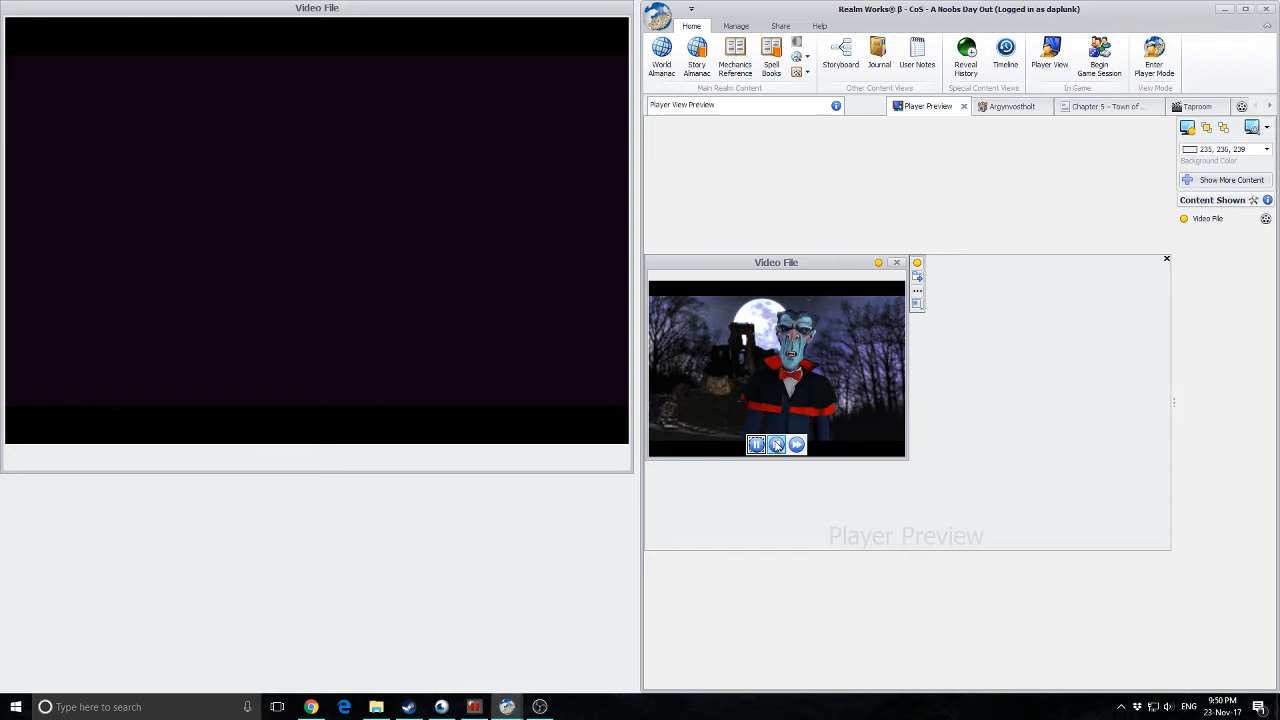 Video File
Realm Works® β - CoS - A Noobs Day Out (Logged in as daplunk)
Home
Manage
Share
Help
World Almanac
Story Almanac
Mechanics Reference
Spell Books
Storyboard
Journal
User Notes
Reveal History
Timeline
Player View
Begin Game Session
Enter Player Mode
Main Realm Content
Other Content Views
Special Content Views
In Game
View Mode
Player View Preview
Player Preview
Argynvostholt
Chapter 5 – Town of ...
Taproom
235, 236, 239
Background Color
Show More Content
Content Shown
Video File
Video File
Player Preview
Type here to search
ENG
9:50 PM
23-Nov-17